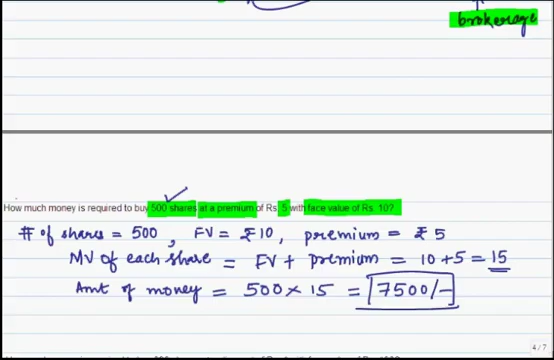 brokerage
How much money is required to buy 500 shares at a premium of Rs. 5 with face value of Rs. 10?
# of shares = 500 , FV = ₹10 , premium = ₹5
MV of each share = FV + premium = 10 + 5 = 15
Amt of money = 500 × 15 = 7500/-
4 / 7